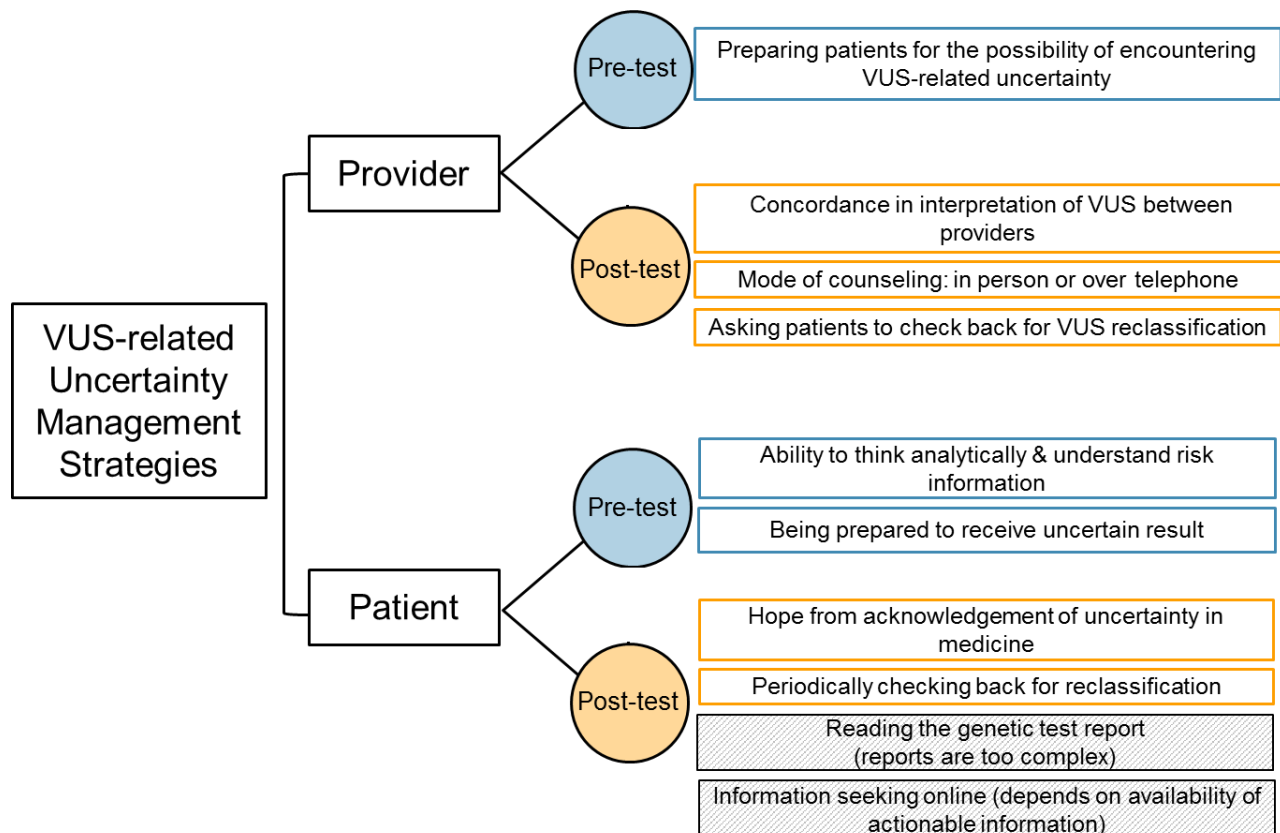 VUS-related
Uncertainty
Management
Strategies
Provider
Pre-test
Preparing patients for the possibility of encountering
VUS-related uncertainty
Post-test
Concordance in interpretation of VUS between
providers
Mode of counseling: in person or over telephone
Asking patients to check back for VUS reclassification
Patient
Pre-test
Ability to think analytically & understand risk
information
Being prepared to receive uncertain result
Post-test
Hope from acknowledgement of uncertainty in
medicine
Periodically checking back for reclassification
Reading the genetic test report
(reports are too complex)
Information seeking online (depends on availability of
actionable information)